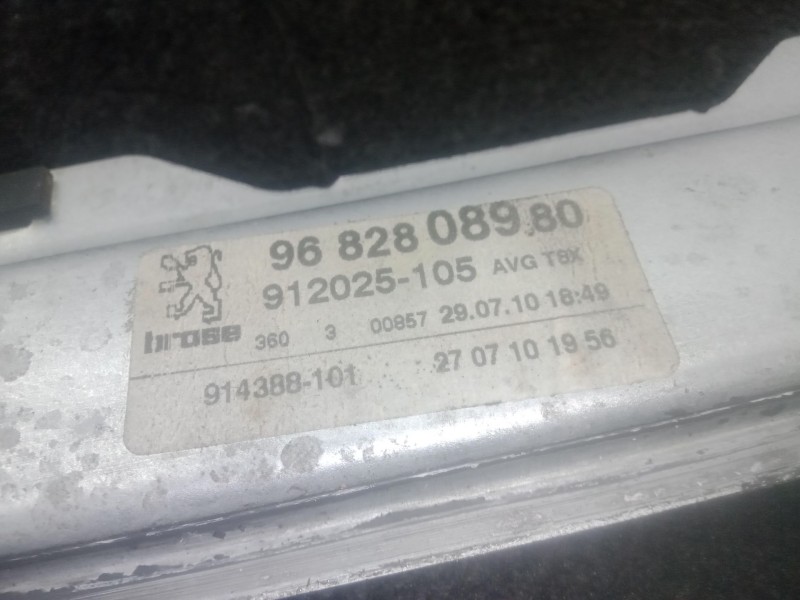 96 828 089 80
912025-105 AVG T8X
brose 360 3 00857 29.07.10 18:49
914388-101 27 07 10 19 56